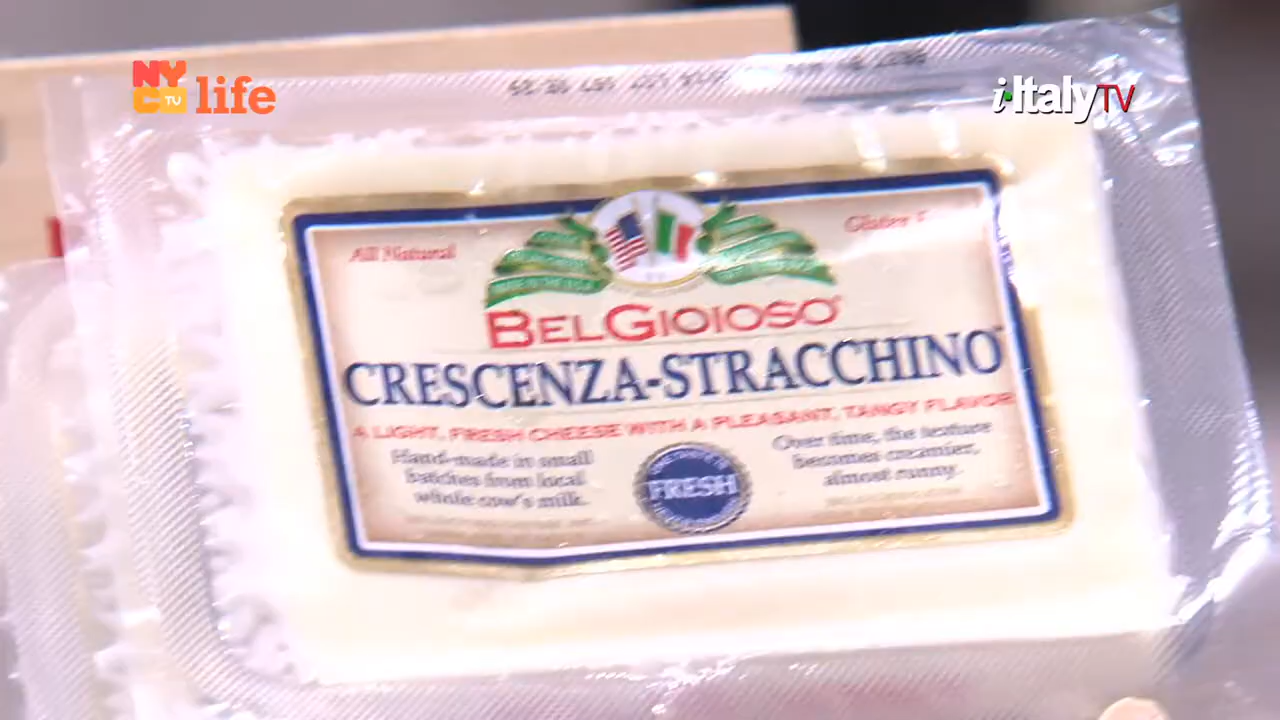 NYC TV life
i-ItalyTV
All Natural
BELGIOIOSO
CRESCENZA-STRACCHINO
A LIGHT, FRESH CHEESE WITH A PLEASANT, TANGY FLAVOR
Hand-made in small
batches from local
whole cow's milk.
FRESH
Over time, the texture
becomes creamier,
almost runny.